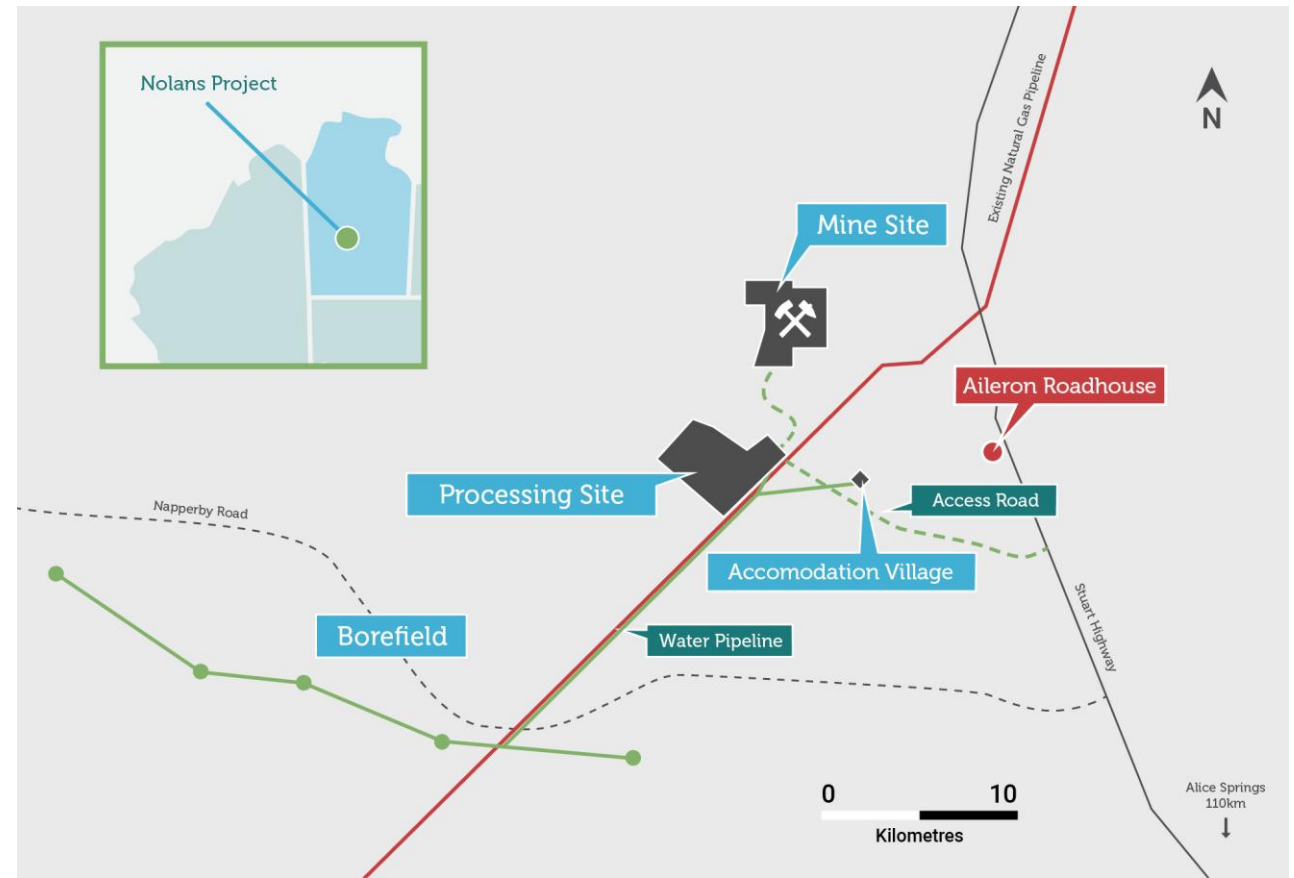 Nolans Project
N
Existing Natural Gas Pipeline
Mine Site
Aileron Roadhouse
Processing Site
Access Road
Napperby Road
Accomodation Village
Stuart Highway
Borefield
Water Pipeline
0 10
Kilometres
Alice Springs
110km